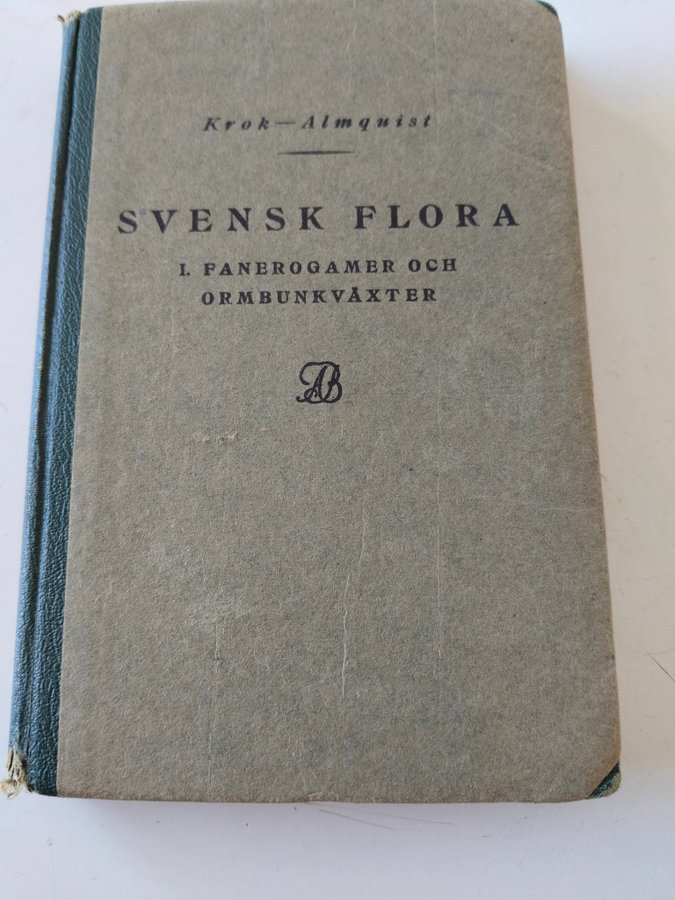 Krok—Almquist
SVENSK FLORA
I. FANEROGAMER OCH
ORMBUNKVÄXTER
AB